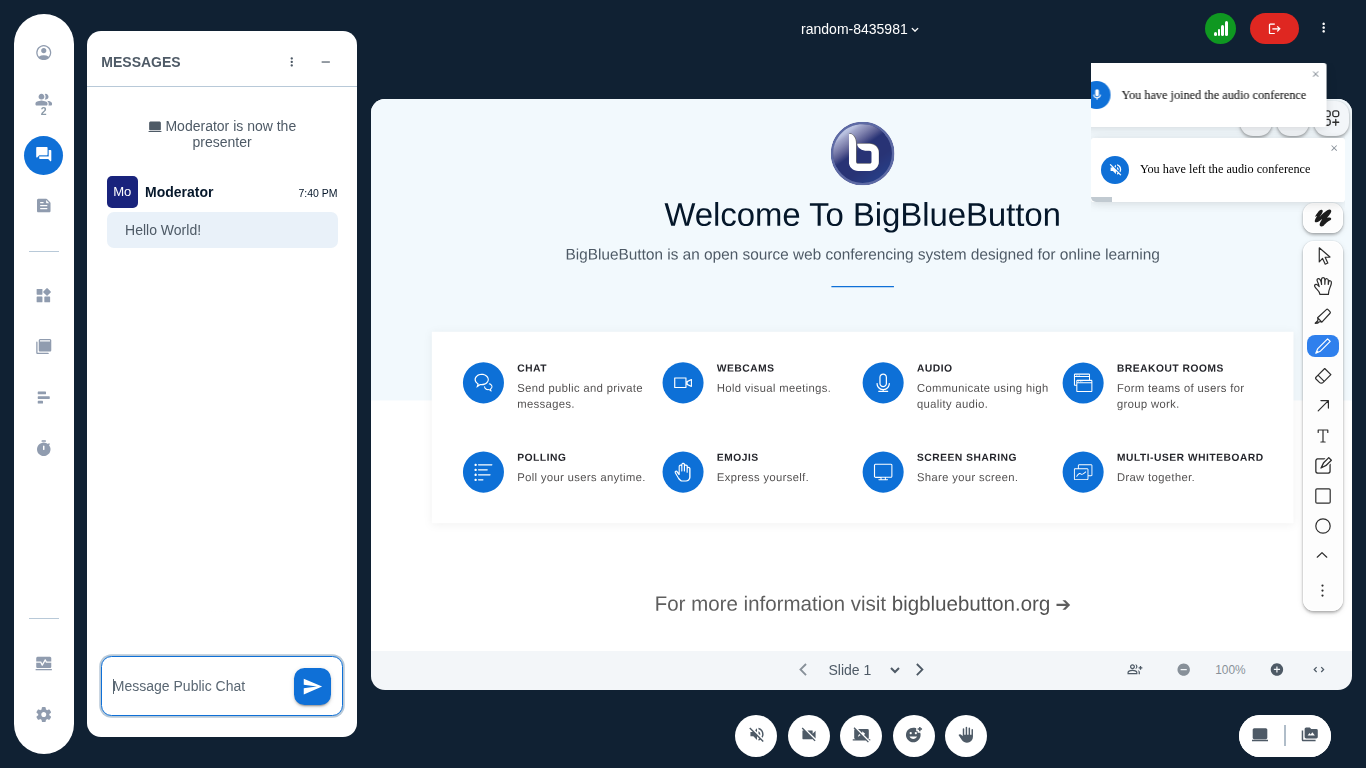 random-8435981
2
MESSAGES
Moderator is now the
presenter
Mo
Moderator
7:40 PM
Hello World!
Message Public Chat
You have joined the audio conference
You have left the audio conference
b
Welcome To BigBlueButton
BigBlueButton is an open source web conferencing system designed for online learning
CHAT
Send public and private
messages.
WEBCAMS
Hold visual meetings.
AUDIO
Communicate using high
quality audio.
BREAKOUT ROOMS
Form teams of users for
group work.
POLLING
Poll your users anytime.
EMOJIS
Express yourself.
SCREEN SHARING
Share your screen.
MULTI-USER WHITEBOARD
Draw together.
For more information visit bigbluebutton.org ➔
Slide 1
100%